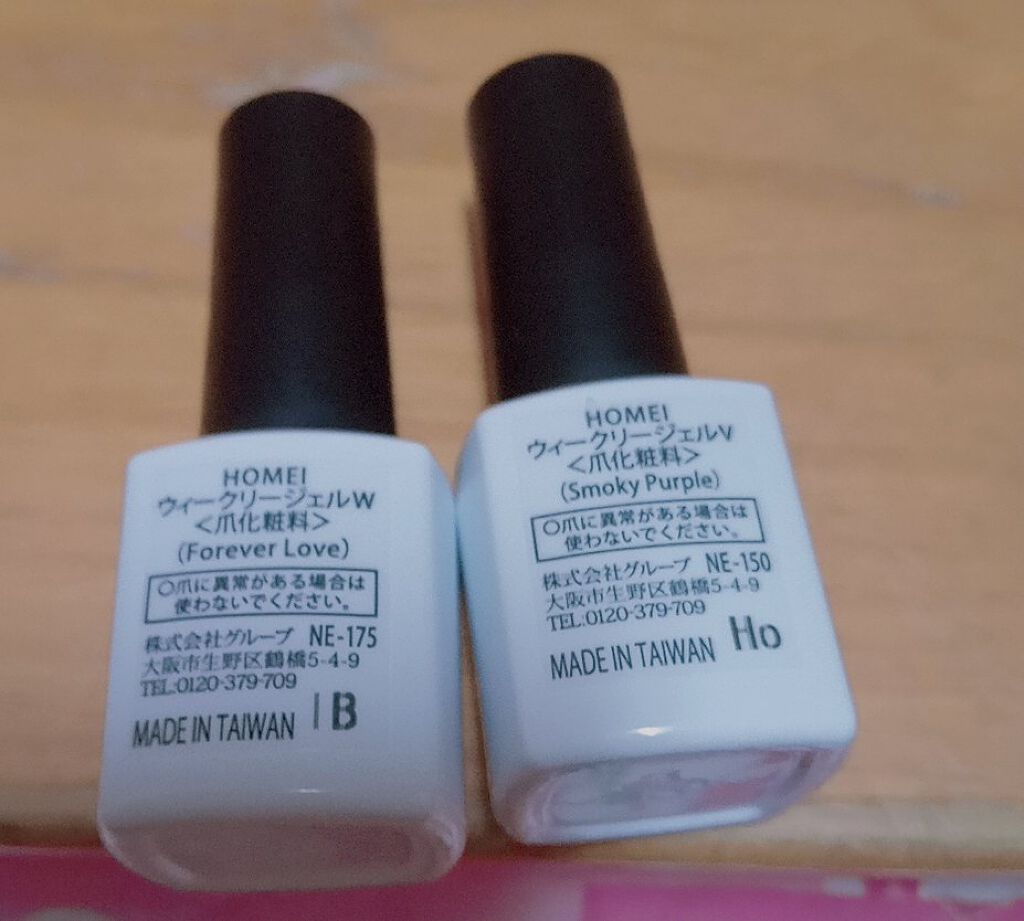 HOMEI
ウィークリージェルW
<爪化粧料>
(Forever Love)
○爪に異常がある場合は
使わないでください。
株式会社グループ NE-175
大阪市生野区鶴橋5-4-9
TEL:0120-379-709
MADE IN TAIWAN | B
HOMEI
ウィークリージェルV
<爪化粧料>
(Smoky Purple)
○爪に異常がある場合は
使わないでください。
株式会社グループ NE-150
大阪市生野区鶴橋5-4-9
TEL:0120-379-709
MADE IN TAIWAN Ho